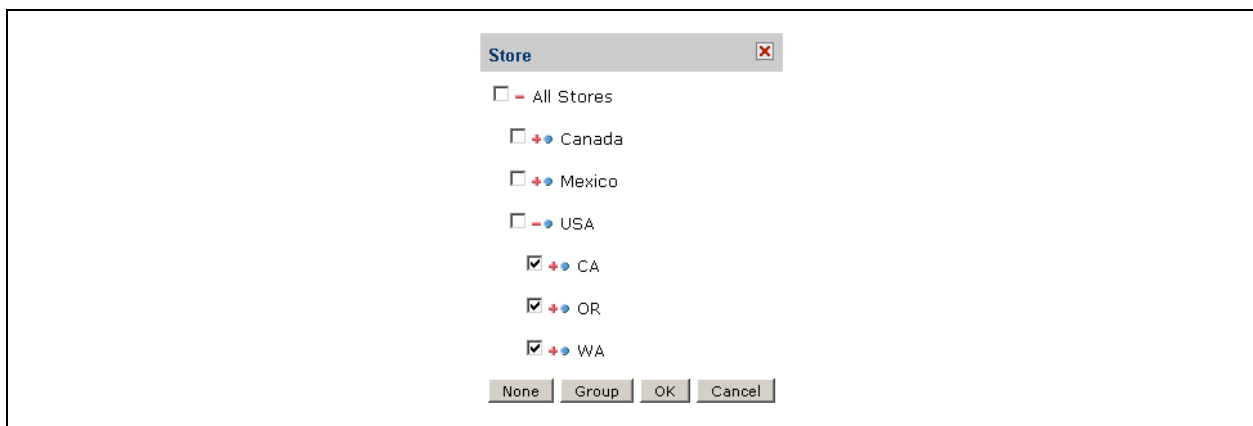 Store
All Stores
Canada
Mexico
USA
CA
OR
WA
None Group OK Cancel